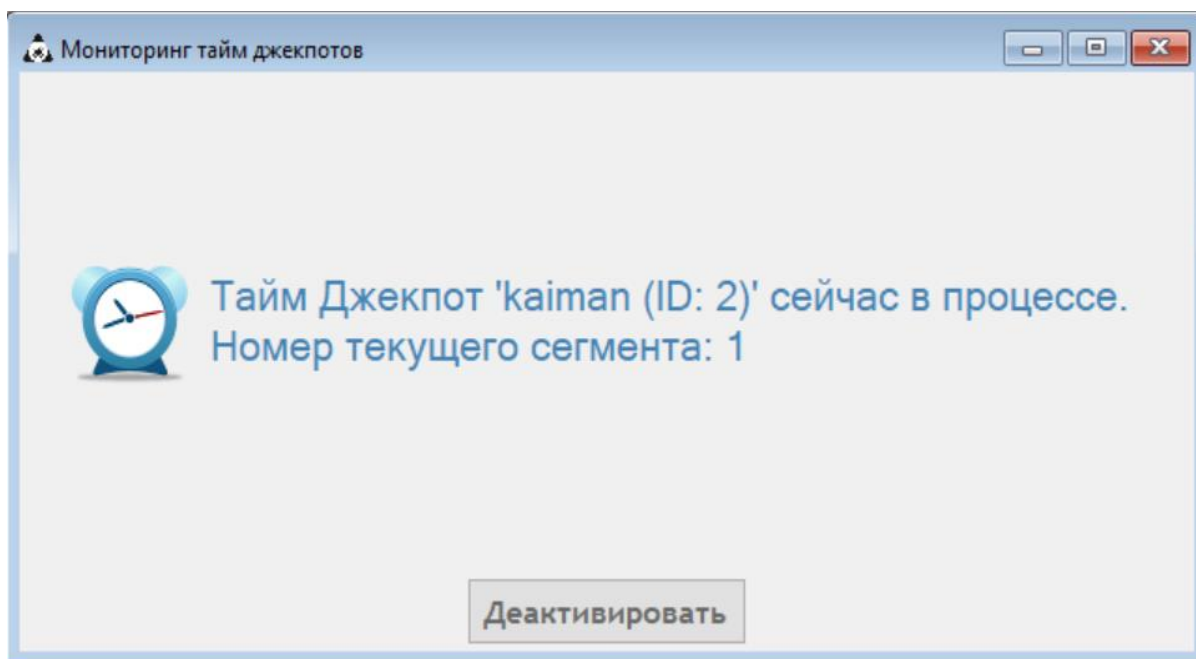 Мониторинг тайм джекпотов
Тайм Джекпот 'kaiman (ID: 2)' сейчас в процессе.
Номер текущего сегмента: 1
Деактивировать